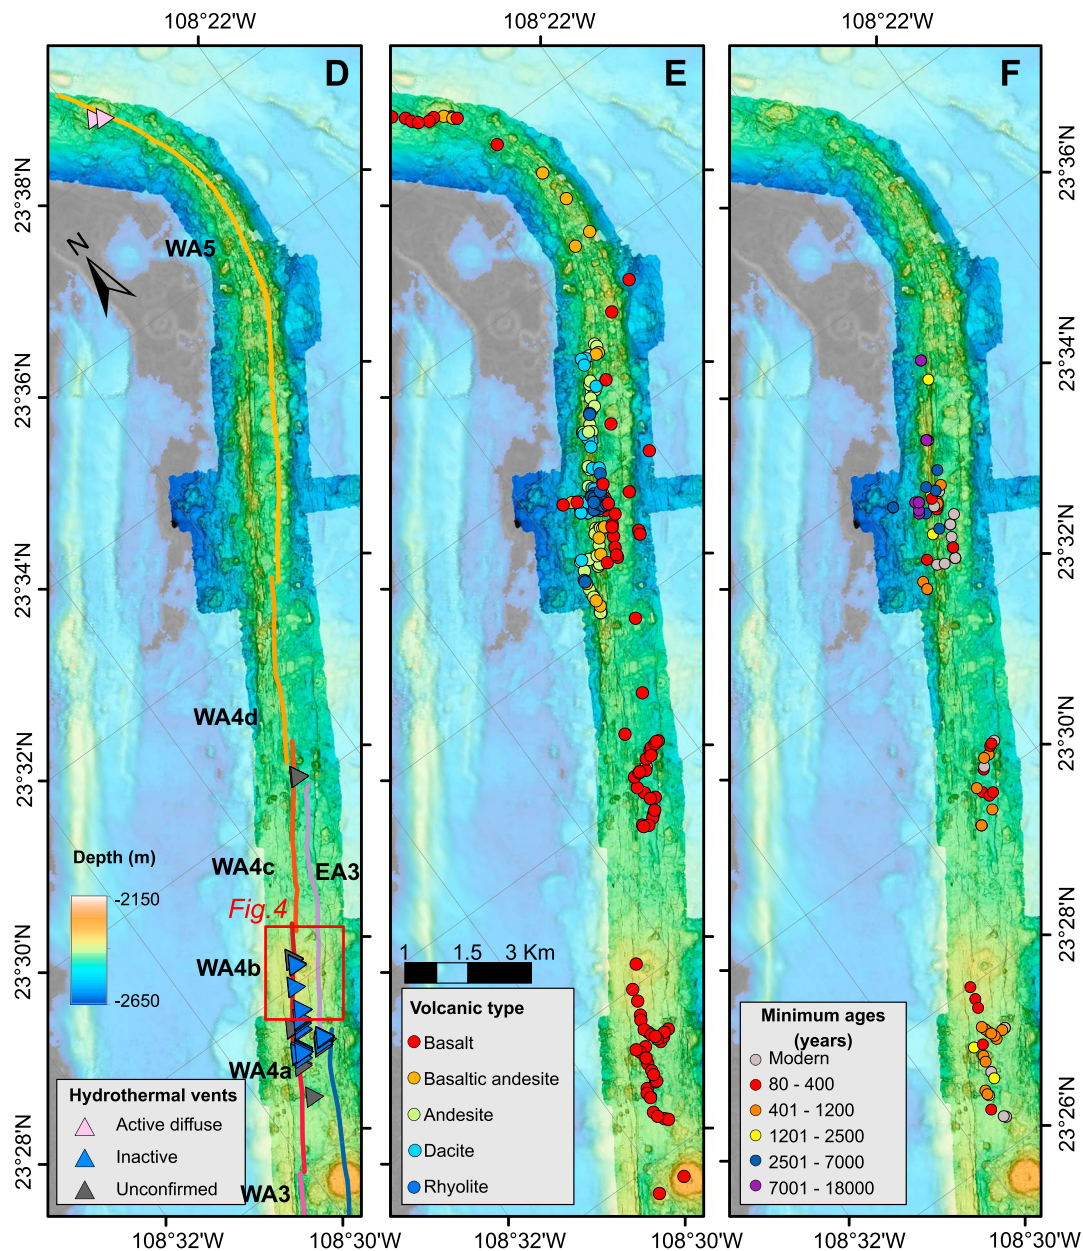 108°22'W
108°22'W
108°22'W
D
E
F
23°38'N
23°36'N
23°34'N
23°32'N
23°30'N
23°28'N
N
WA5
WA4d
WA4c
EA3
Fig.4
WA4b
WA4a
WA3
Depth (m)
-2150
-2650
Hydrothermal vents
Active diffuse
Inactive
Unconfirmed
1 1.5 3 Km
Volcanic type
Basalt
Basaltic andesite
Andesite
Dacite
Rhyolite
Minimum ages
(years)
Modern
80 - 400
401 - 1200
1201 - 2500
2501 - 7000
7001 - 18000
23°36'N
23°34'N
23°32'N
23°30'N
23°28'N
23°26'N
108°32'W
108°30'W
108°32'W
108°30'W
108°32'W
108°30'W